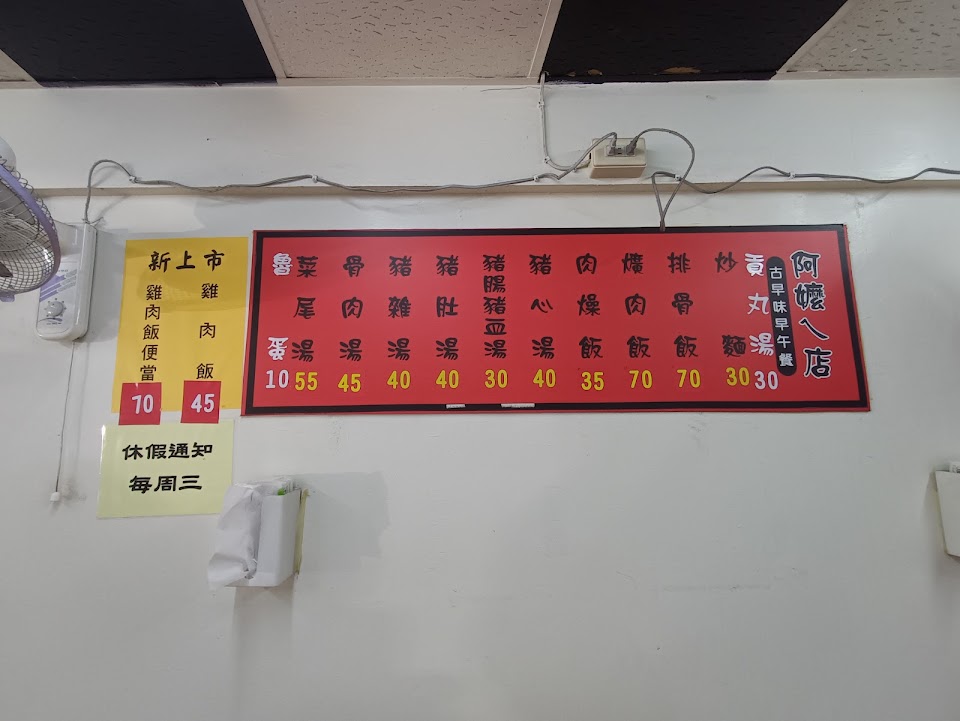 阿嬤ㄟ店
古早味早午餐
貢丸湯 30
炒麵 30
排骨飯 70
爌肉飯 70
肉燥飯 35
豬心湯 40
豬腸豬血湯 30
豬肚湯 40
豬雜湯 40
骨肉湯 45
菜尾湯 55
魯蛋 10
新上市
雞肉飯 45
雞肉飯便當 70
休假通知
每周三